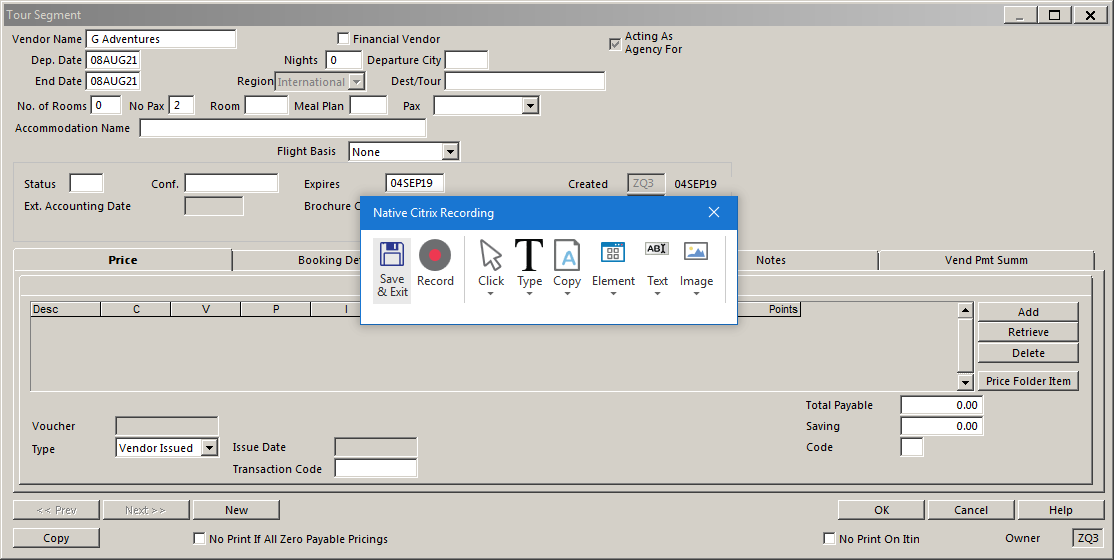 Tour Segment
Vendor Name G Adventures Financial Vendor Acting As Agency For
Dep. Date 08AUG21 Nights 0 Departure City
End Date 08AUG21 Region International Dest/Tour
No. of Rooms 0 No Pax 2 Room Meal Plan Pax
Accommodation Name
Flight Basis None
Status Conf. Expires 04SEP19 Created ZQ3 04SEP19
Ext. Accounting Date Brochure C
Native Citrix Recording
Save & Exit Record Click Type Copy Element Text Image
Price Booking De Notes Vend Pmt Summ
Desc C V P I Points
Add
Retrieve
Delete
Price Folder Item
Total Payable 0.00
Voucher Saving 0.00
Type Vendor Issued Issue Date Code
Transaction Code
<< Prev Next >> New OK Cancel Help
Copy No Print If All Zero Payable Pricings No Print On Itin Owner ZQ3